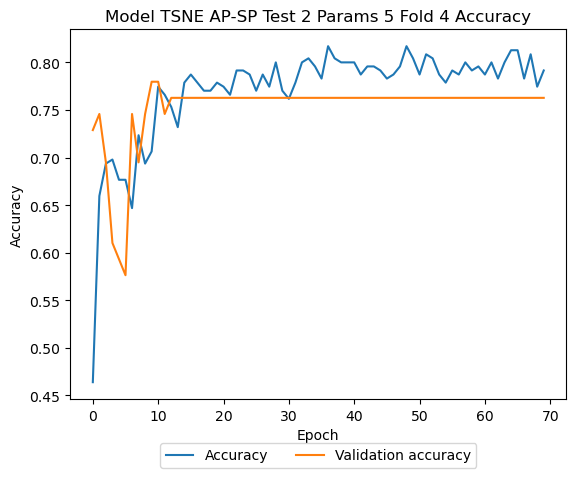 Model TSNE AP-SP Test 2 Params 5 Fold 4 Accuracy
0.80
0.75
0.70
0.65
0.60
0.55
0.50
0.45
Accuracy
0 10 20 30 40 50 60 70
Epoch
Accuracy Validation accuracy